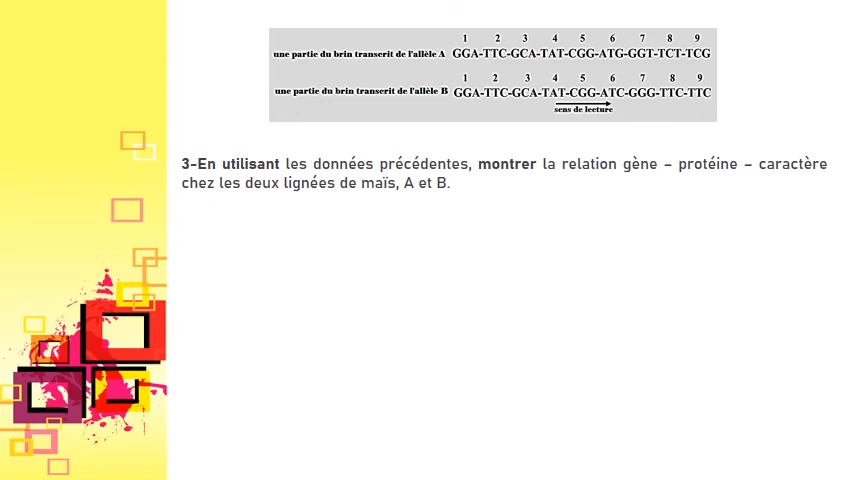 1 2 3 4 5 6 7 8 9
une partie du brin transcrit de l'allèle A GGA-TTC-GCA-TAT-CGG-ATG-GGT-TCT-TCG
1 2 3 4 5 6 7 8 9
une partie du brin transcrit de l'allèle B GGA-TTC-GCA-TAT-CGG-ATC-GGG-TTC-TTC
sens de lecture
3-En utilisant les données précédentes, montrer la relation gène – protéine – caractère
chez les deux lignées de maïs, A et B.